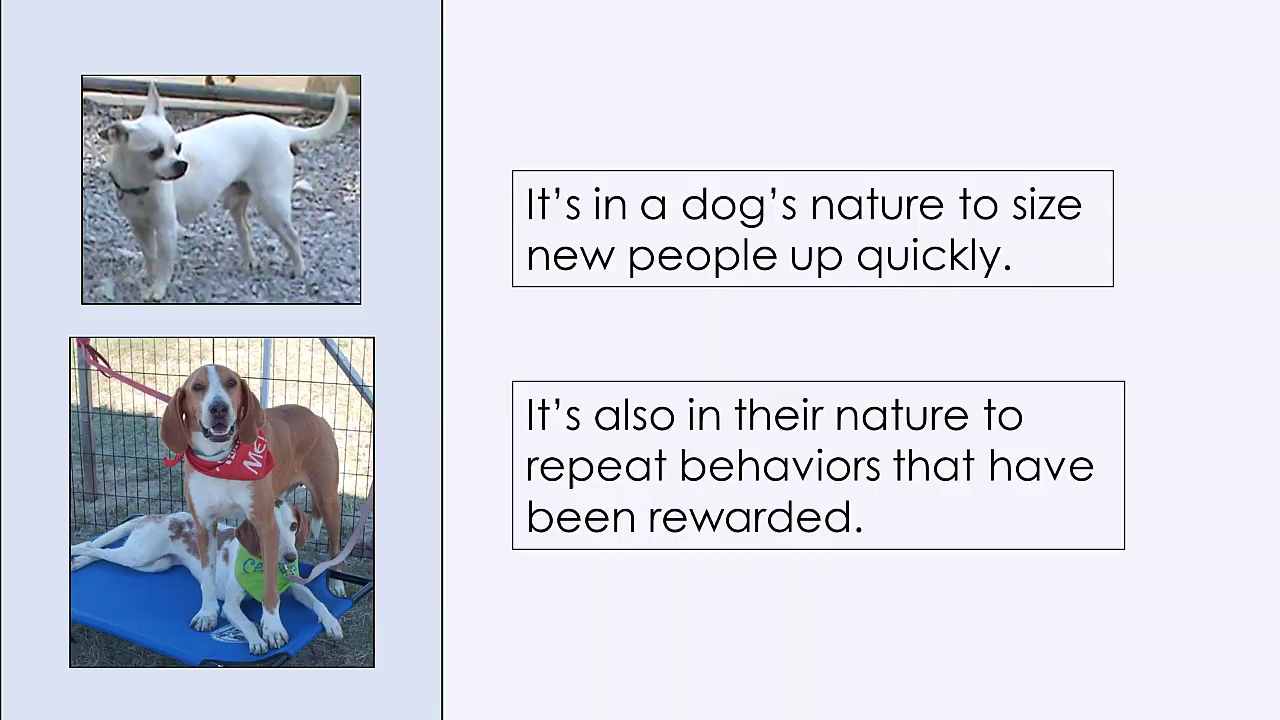 It's in a dog's nature to size
new people up quickly.
It's also in their nature to
repeat behaviors that have
been rewarded.
ME!